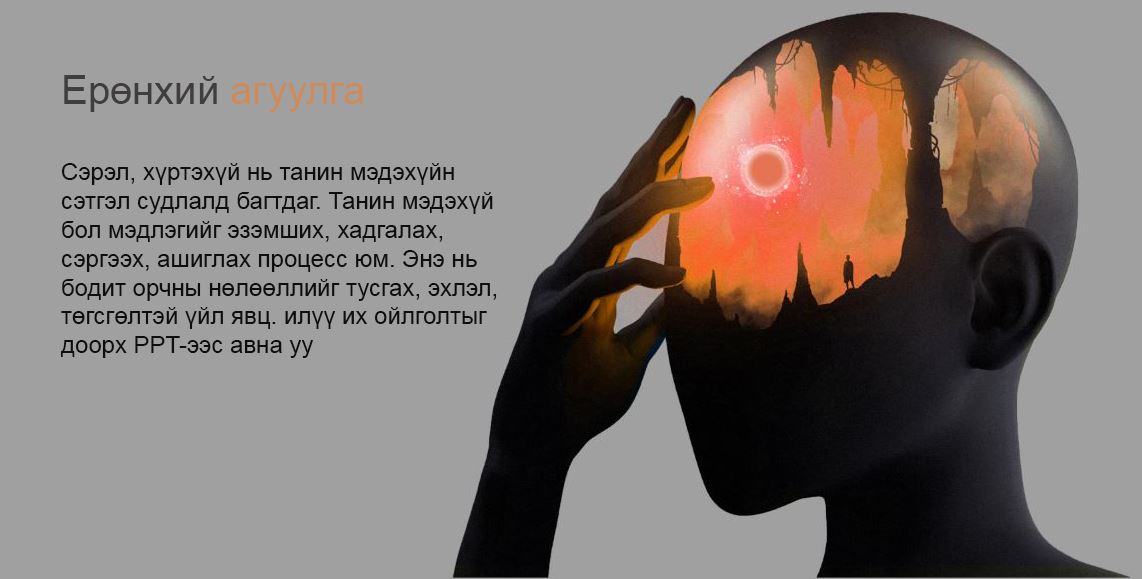 Ерөнхий агуулга
Сэрэл, хүртэхүй нь танин мэдэхүйн
сэтгэл судлалд багтдаг. Танин мэдэхүй
бол мэдлэгийг эзэмших, хадгалах,
сэргээх, ашиглах процесс юм. Энэ нь
бодит орчны нөлөөллийг тусгах, эхлэл,
төгсгөлтэй үйл явц. илүү их ойлголтыг
доорх PPT-ээс авна уу